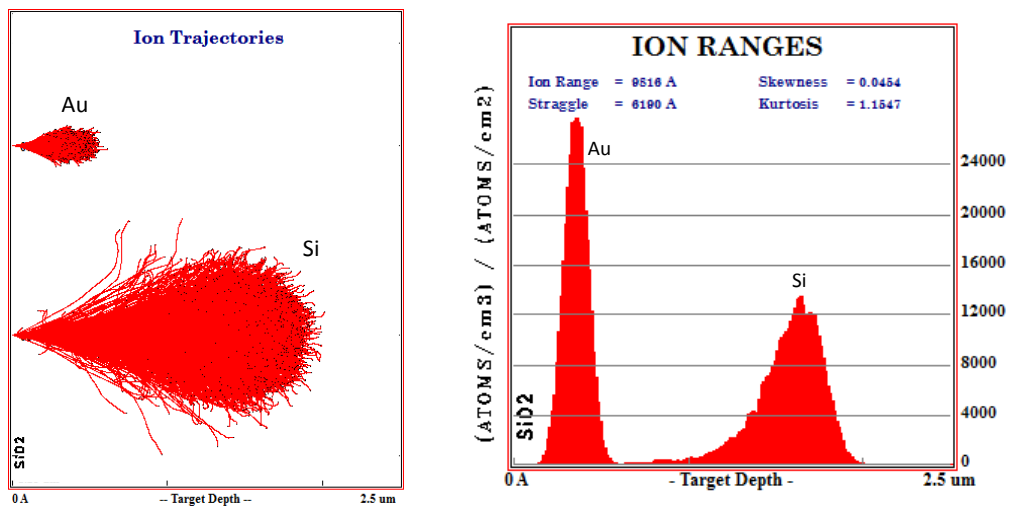 Ion Trajectories
Au
Si
SiO2
0 A
-- Target Depth --
2.5 um
ION RANGES
Ion Range = 9516 A
Skewness = 0.0454
Straggle = 6190 A
Kurtosis = 1.1547
(ATOMS/cm3) / (ATOMS/cm2)
Au
Si
SiO2
24000
20000
16000
12000
8000
4000
0
0 A
- Target Depth -
2.5 um